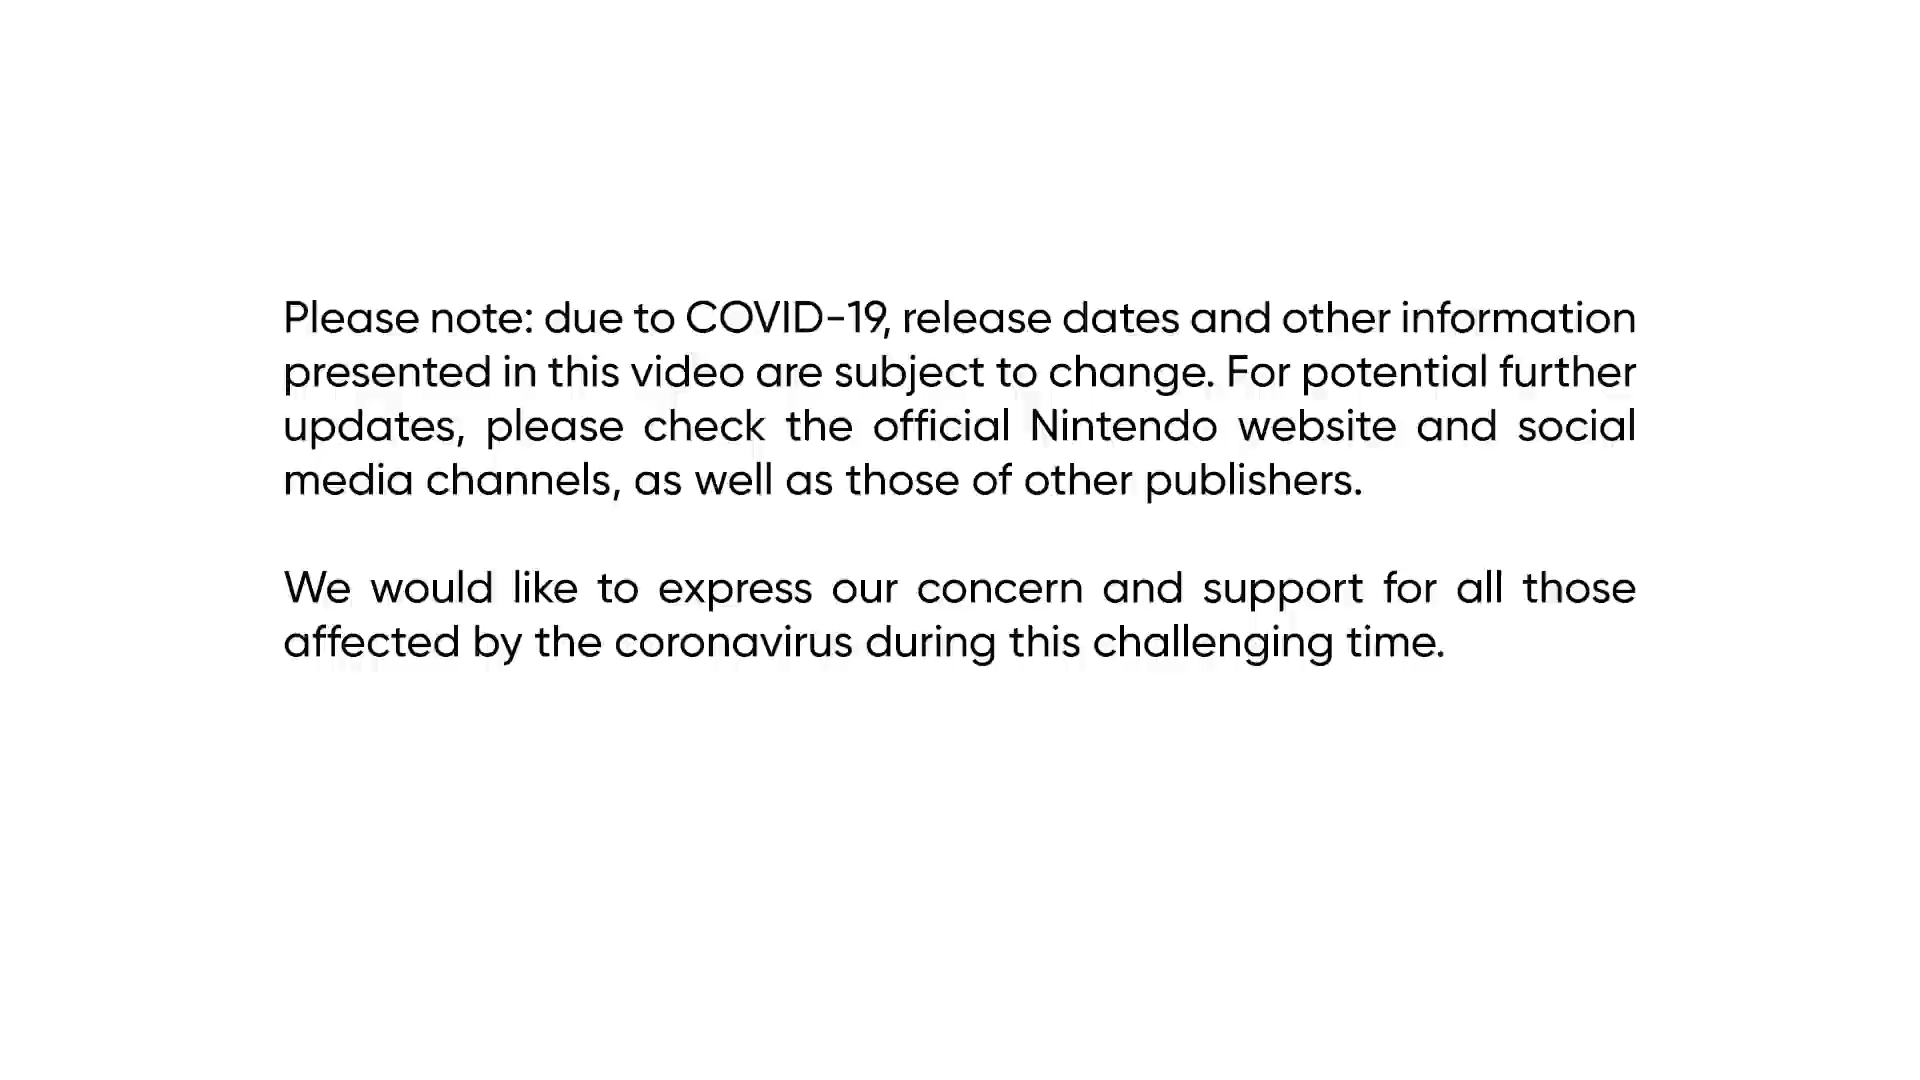 Please note: due to COVID-19, release dates and other information
presented in this video are subject to change. For potential further
updates, please check the official Nintendo website and social
media channels, as well as those of other publishers.
We would like to express our concern and support for all those
affected by the coronavirus during this challenging time.